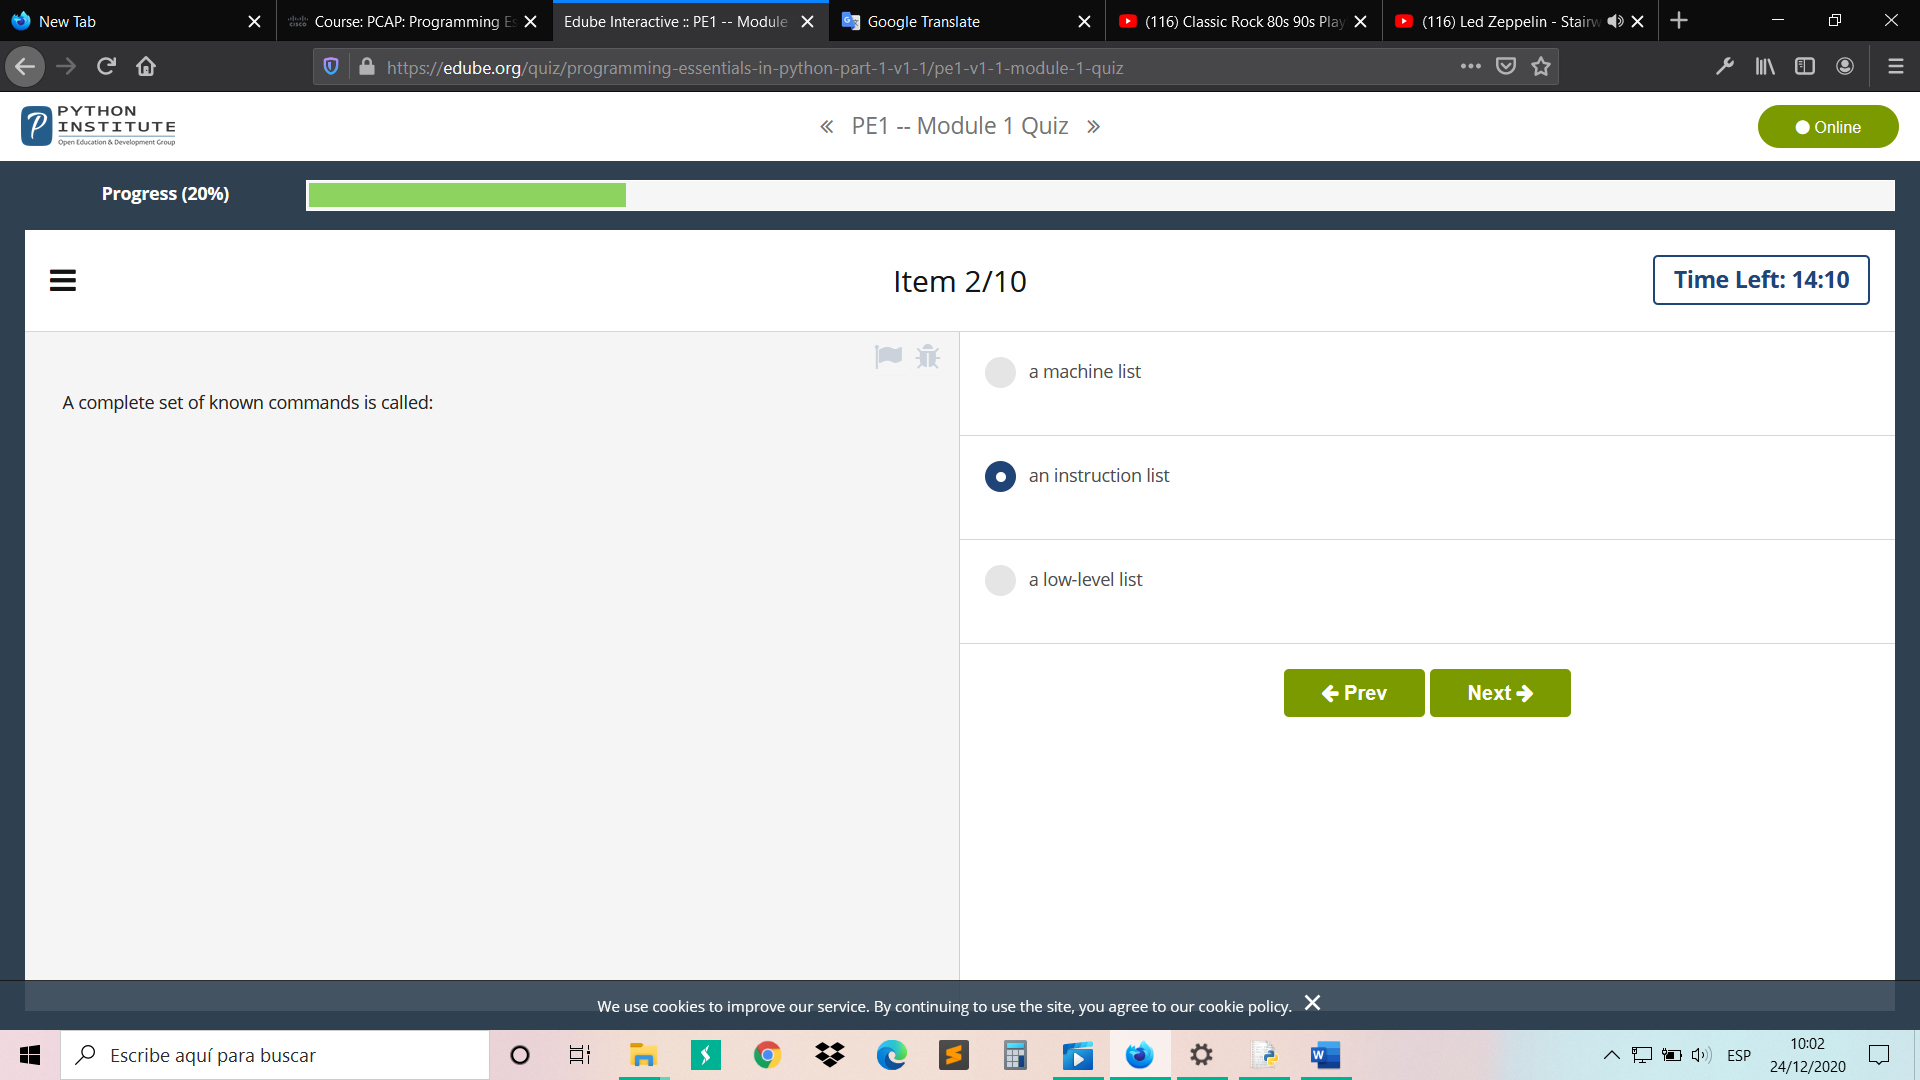 New Tab
Course: PCAP: Programming Es
Edube Interactive :: PE1 -- Module
Google Translate
(116) Classic Rock 80s 90s Play
(116) Led Zeppelin - Stairw
https://edube.org/quiz/programming-essentials-in-python-part-1-v1-1/pe1-v1-1-module-1-quiz
PYTHON
INSTITUTE
Open Education & Development Group
« PE1 -- Module 1 Quiz »
Online
Progress (20%)
Item 2/10
Time Left: 14:10
A complete set of known commands is called:
a machine list
an instruction list
a low-level list
Prev
Next
We use cookies to improve our service. By continuing to use the site, you agree to our cookie policy.
Escribe aquí para buscar
ESP
10:02
24/12/2020